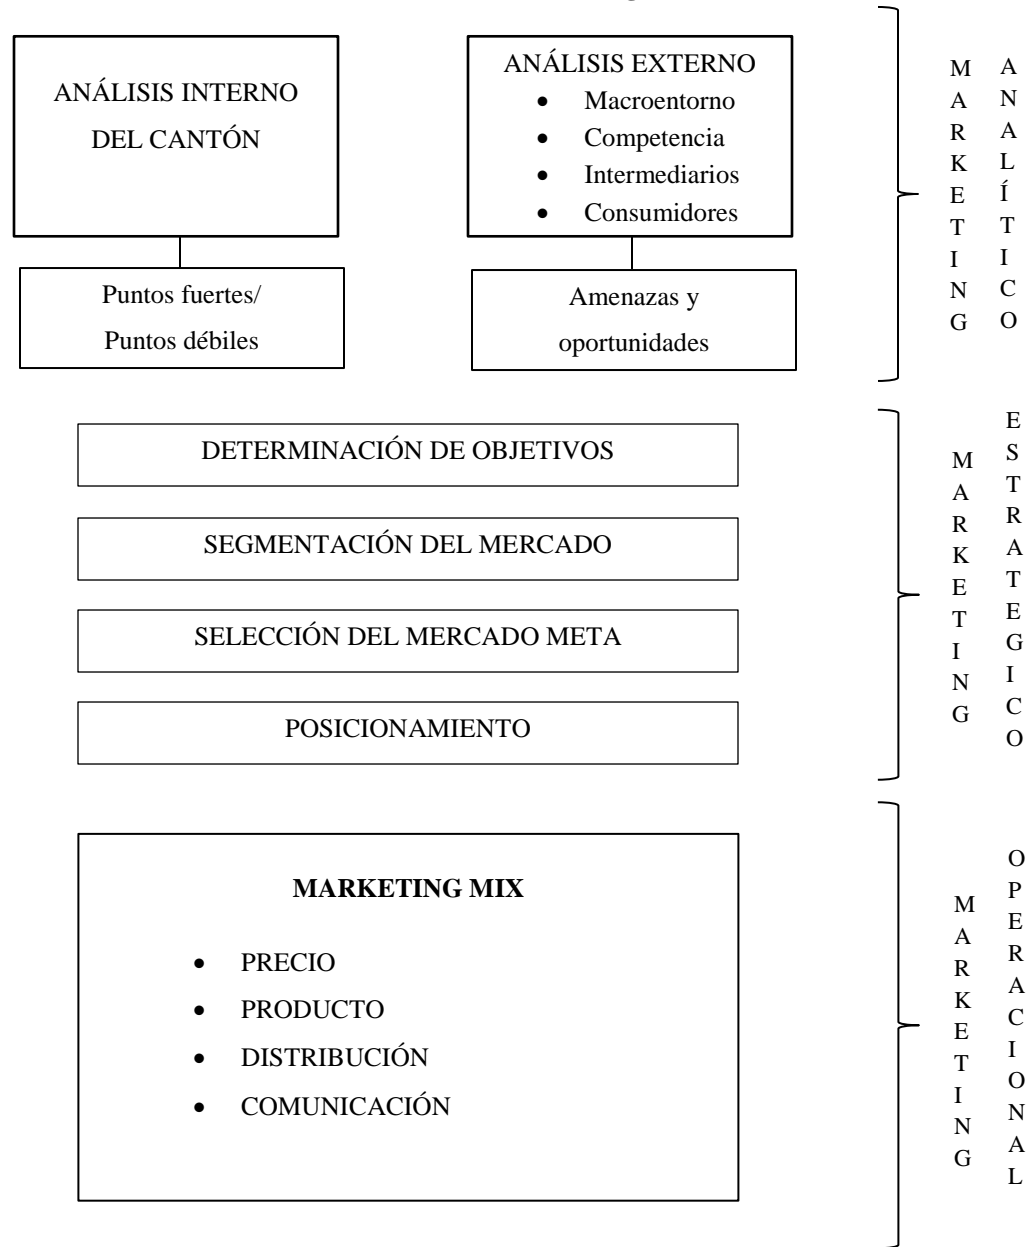 ANÁLISIS INTERNO
DEL CANTÓN
Puntos fuertes/
Puntos débiles
ANÁLISIS EXTERNO
• Macroentorno
• Competencia
• Intermediarios
• Consumidores
Amenazas y
oportunidades
MARKETING
ANALÍTICO
DETERMINACIÓN DE OBJETIVOS
SEGMENTACIÓN DEL MERCADO
SELECCIÓN DEL MERCADO META
POSICIONAMIENTO
MARKETING
ESTRATEGICO
MARKETING MIX
• PRECIO
• PRODUCTO
• DISTRIBUCIÓN
• COMUNICACIÓN
MARKETING
OPERACIONAL